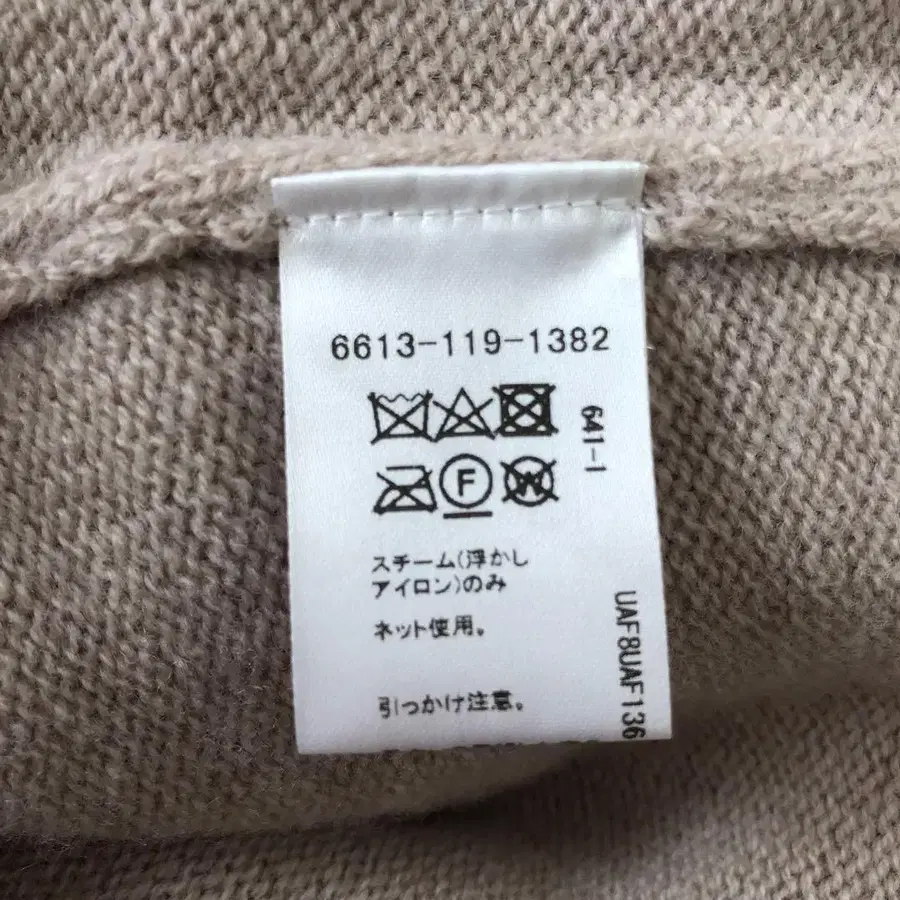 6613-119-1382
641-1
F
W
スチーム(浮かし
アイロン)のみ
ネット使用。
引っかけ注意。
UAF8UAF136